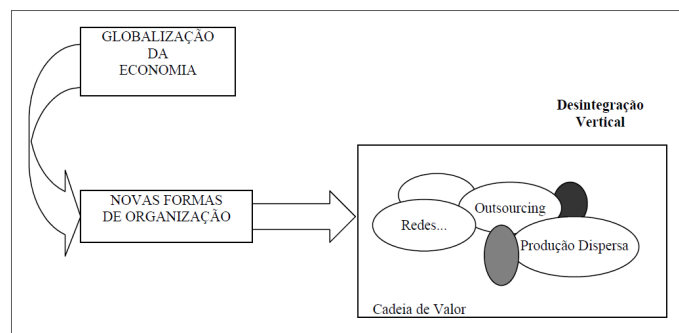 GLOBALIZAÇÃO
DA
ECONOMIA
Desintegração
Vertical
NOVAS FORMAS
DE ORGANIZAÇÃO
Outsourcing
Redes...
Produção Dispersa
Cadeia de Valor